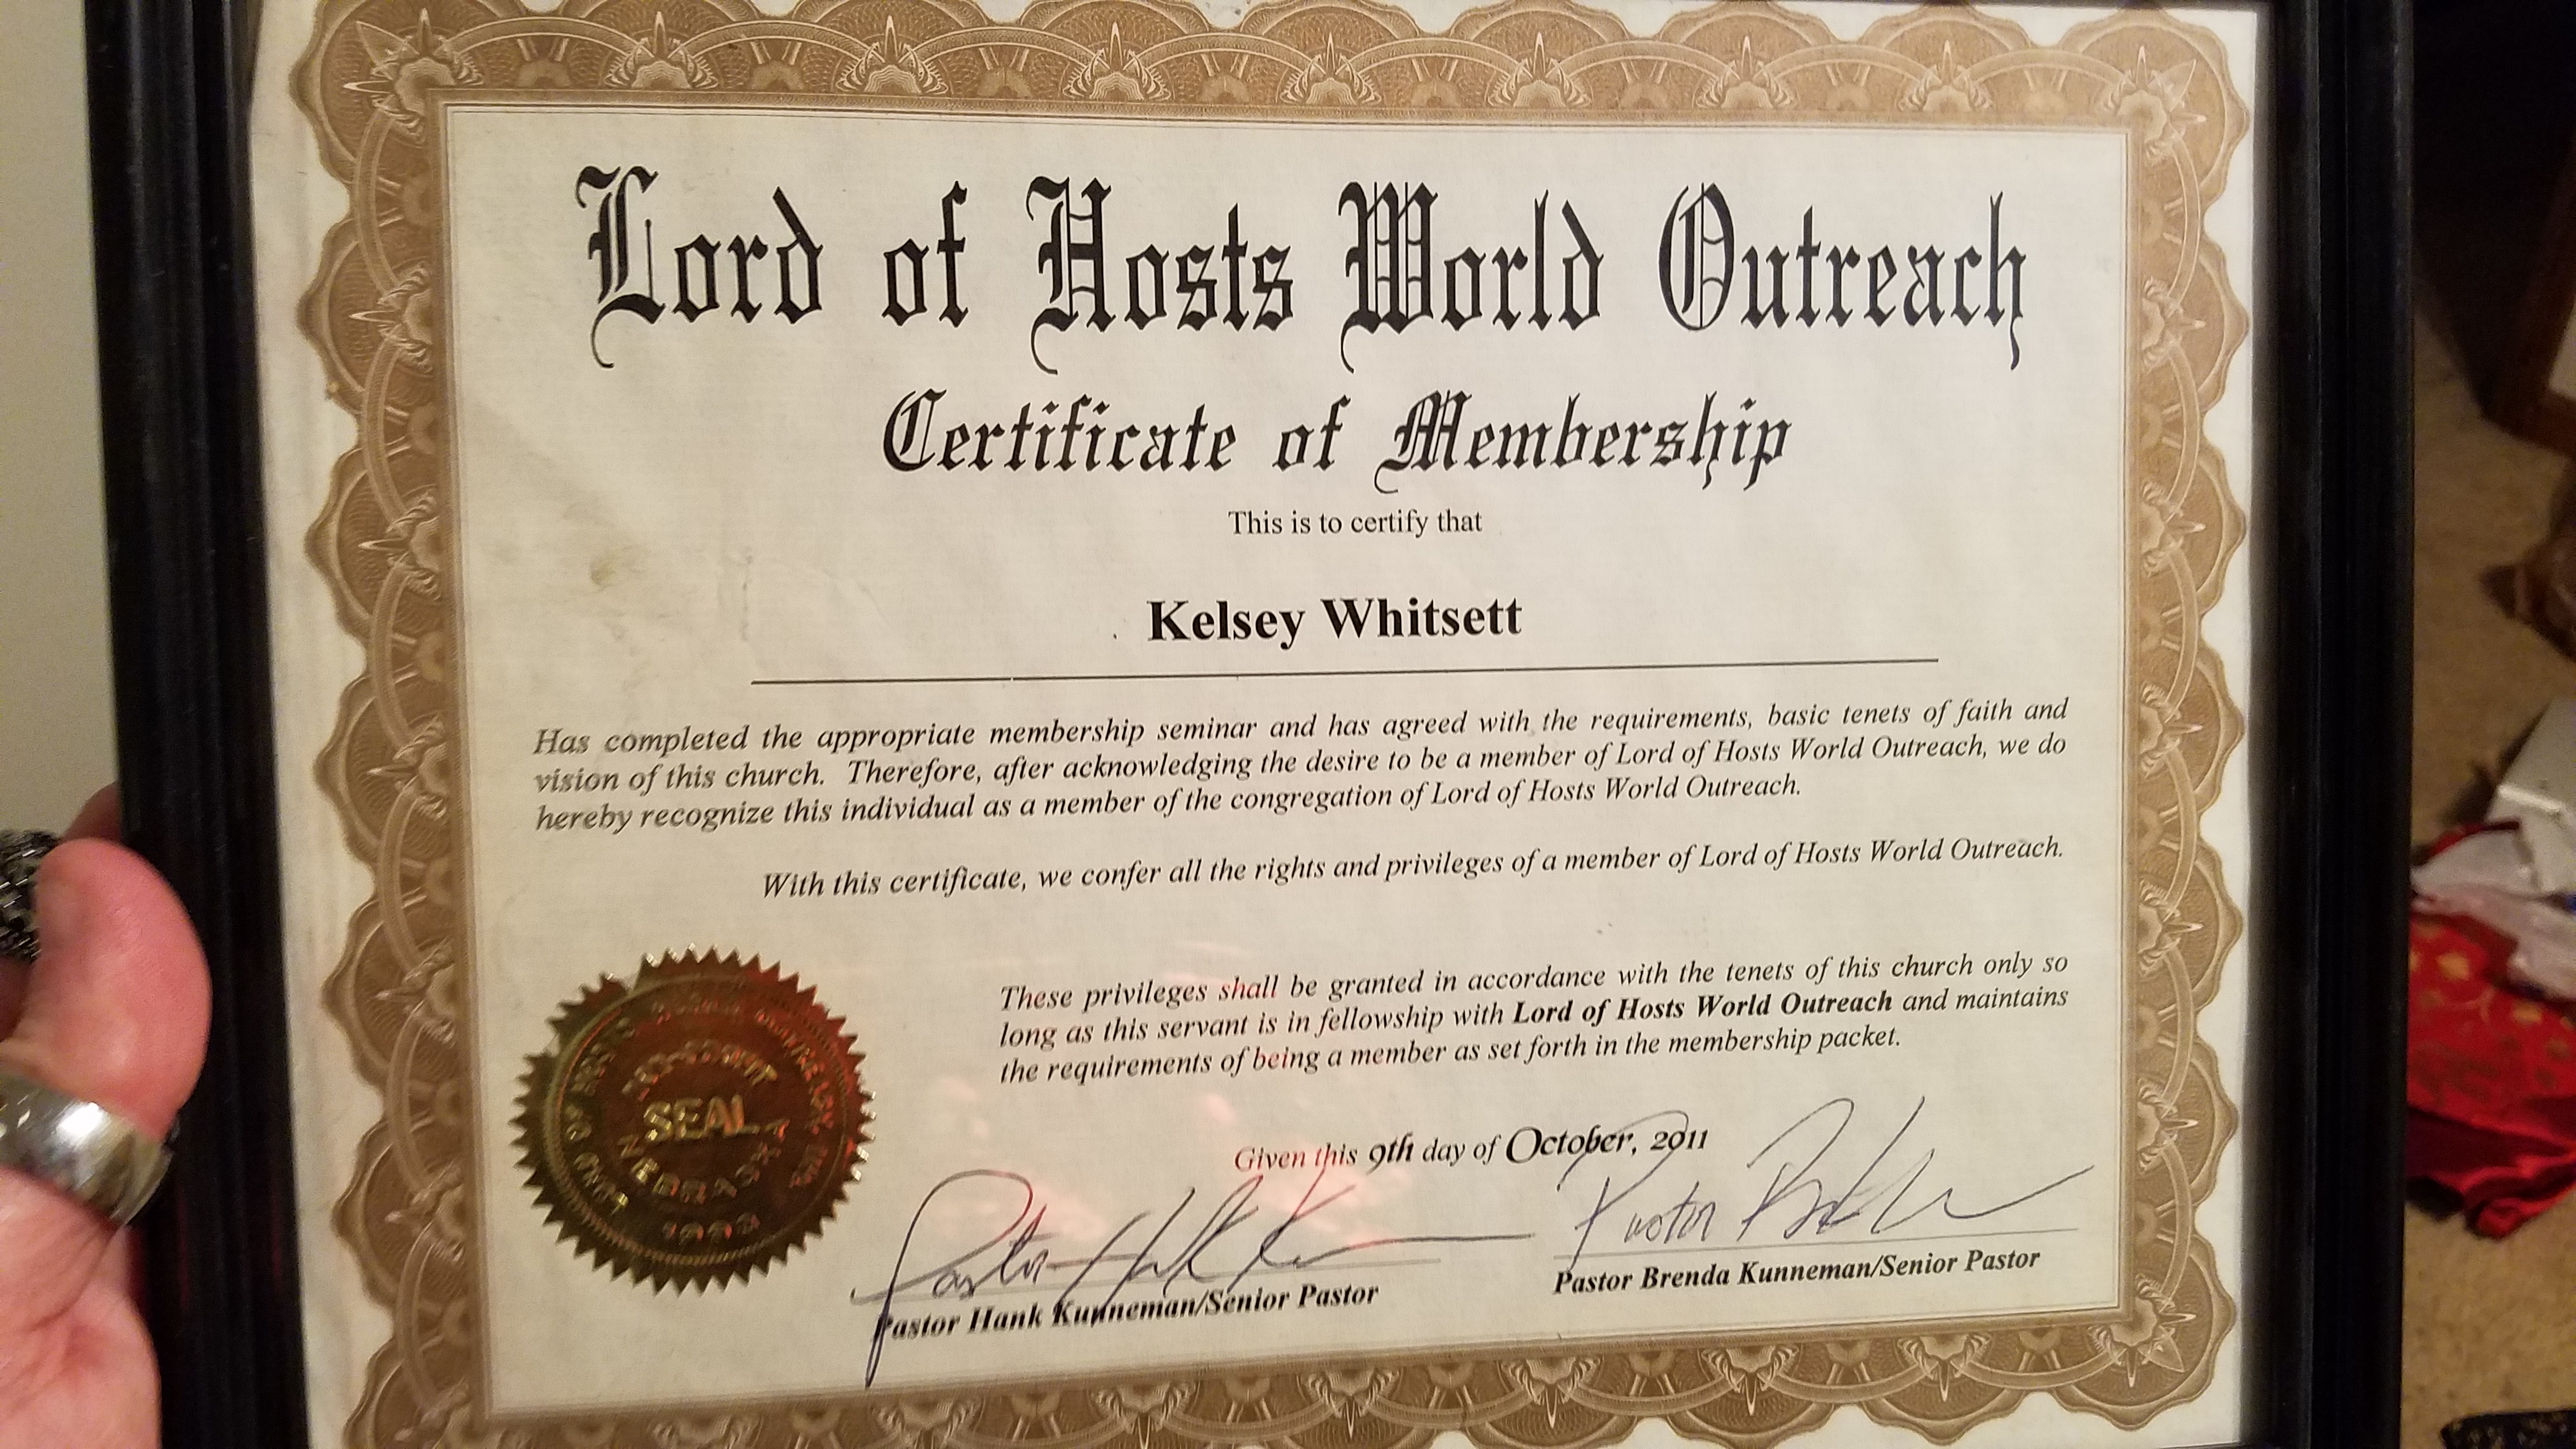 Lord of Hosts World Outreach
Certificate of Membership
This is to certify that
Kelsey Whitsett
Has completed the appropriate membership seminar and has agreed with the requirements, basic tenets of faith and
vision of this church. Therefore, after acknowledging the desire to be a member of Lord of Hosts World Outreach, we do
hereby recognize this individual as a member of the congregation of Lord of Hosts World Outreach.
With this certificate, we confer all the rights and privileges of a member of Lord of Hosts World Outreach.
These privileges shall be granted in accordance with the tenets of this church only so
long as this servant is in fellowship with Lord of Hosts World Outreach and maintains
the requirements of being a member as set forth in the membership packet.
Given this 9th day of October, 2011
Pastor Hank
Pastor
Pastor Hank Kunneman/Senior Pastor
Pastor Brenda Kunneman/Senior Pastor
SEAL
NEBRASKA